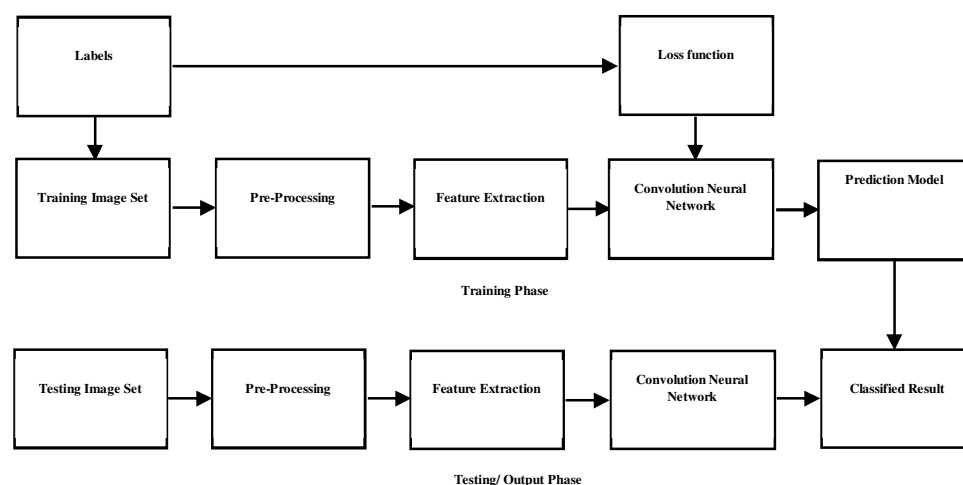 Labels
Loss function
Training Image Set
Pre-Processing
Feature Extraction
Convolution Neural
Network
Prediction Model
Training Phase
Testing Image Set
Pre-Processing
Feature Extraction
Convolution Neural
Network
Classified Result
Testing/ Output Phase